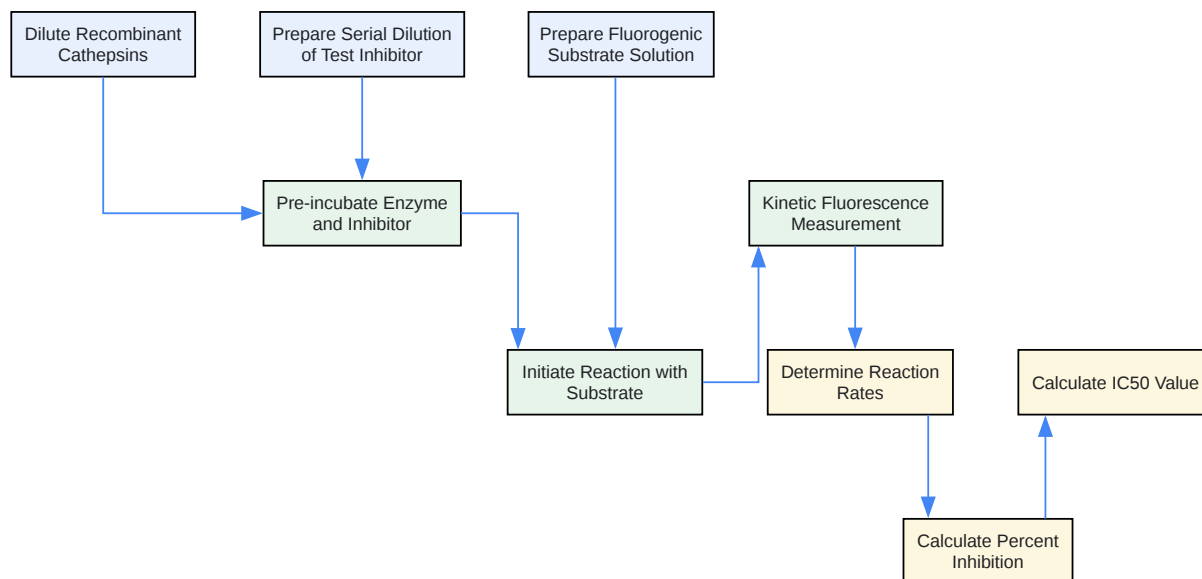 Dilute Recombinant
Cathepsins
Prepare Serial Dilution
of Test Inhibitor
Prepare Fluorogenic
Substrate Solution
Pre-incubate Enzyme
and Inhibitor
Kinetic Fluorescence
Measurement
Initiate Reaction with
Substrate
Determine Reaction
Rates
Calculate IC50 Value
Calculate Percent
Inhibition